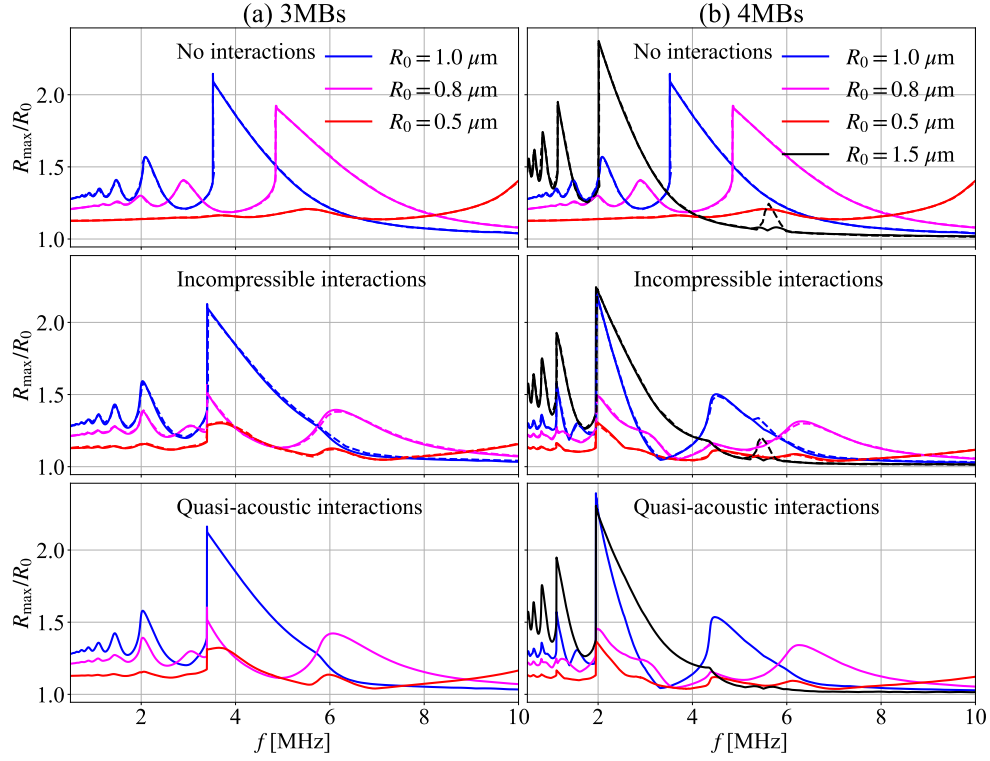 (a) 3MBs
(b) 4MBs
No interactions
R₀ = 1.0 μm
R₀ = 0.8 μm
R₀ = 0.5 μm
No interactions
R₀ = 1.0 μm
R₀ = 0.8 μm
R₀ = 0.5 μm
R₀ = 1.5 μm
R_max/R₀
2.0
1.5
1.0
Incompressible interactions
Incompressible interactions
R_max/R₀
2.0
1.5
1.0
Quasi-acoustic interactions
Quasi-acoustic interactions
R_max/R₀
2.0
1.5
1.0
2 4 6 8 10
2 4 6 8 10
f [MHz]
f [MHz]